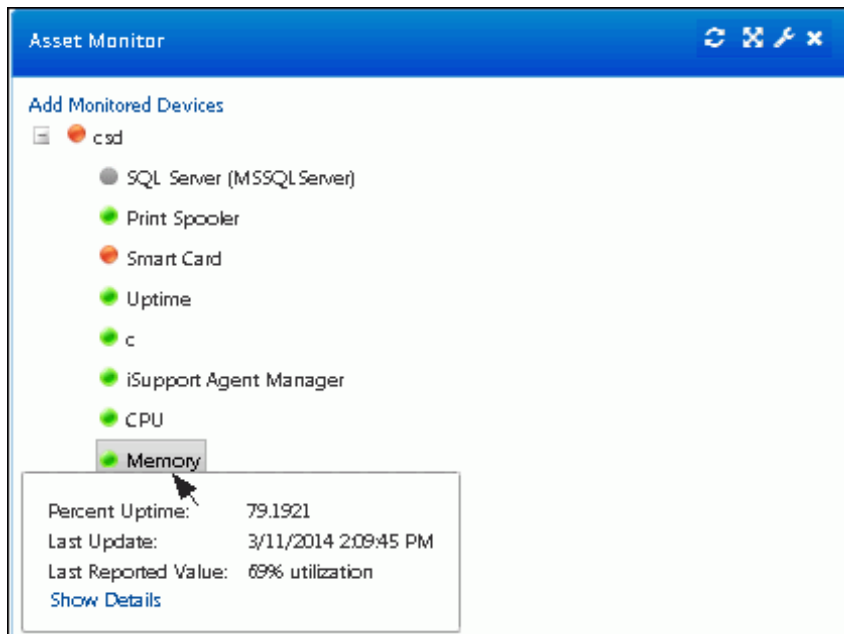 Asset Monitor
Add Monitored Devices
csd
SQL Server (MSSQLServer)
Print Spooler
Smart Card
Uptime
c
iSupport Agent Manager
CPU
Memory
Percent Uptime: 79.1921
Last Update: 3/11/2014 2:09:45 PM
Last Reported Value: 69% utilization
Show Details